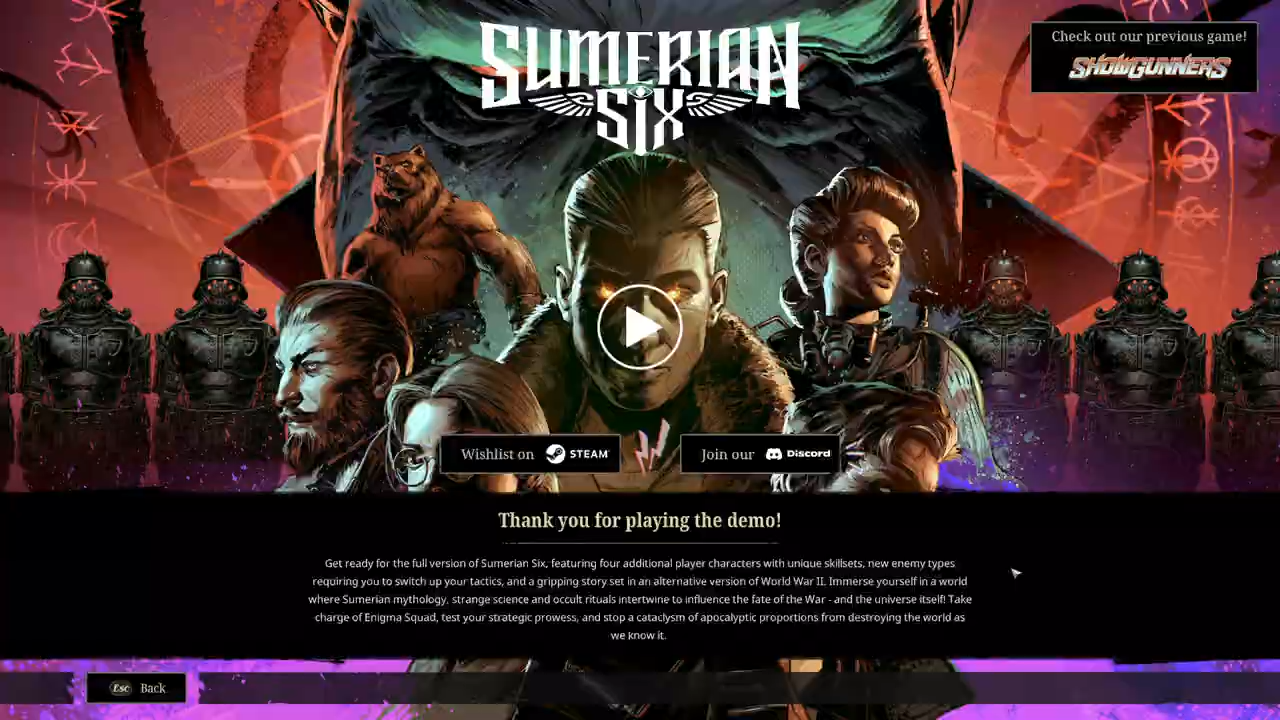 SUMERIAN
SIX
Check out our previous game!
SHOWGUNNERS
Wishlist on STEAM
Join our Discord
Thank you for playing the demo!
Get ready for the full version of Sumerian Six, featuring four additional player characters with unique skillsets, new enemy types
requiring you to switch up your tactics, and a gripping story set in an alternative version of World War II. Immerse yourself in a world
where Sumerian mythology, strange science and occult rituals intertwine to influence the fate of the War - and the universe itself! Take
charge of Enigma Squad, test your strategic prowess, and stop a cataclysm of apocalyptic proportions from destroying the world as
we know it.
Esc Back